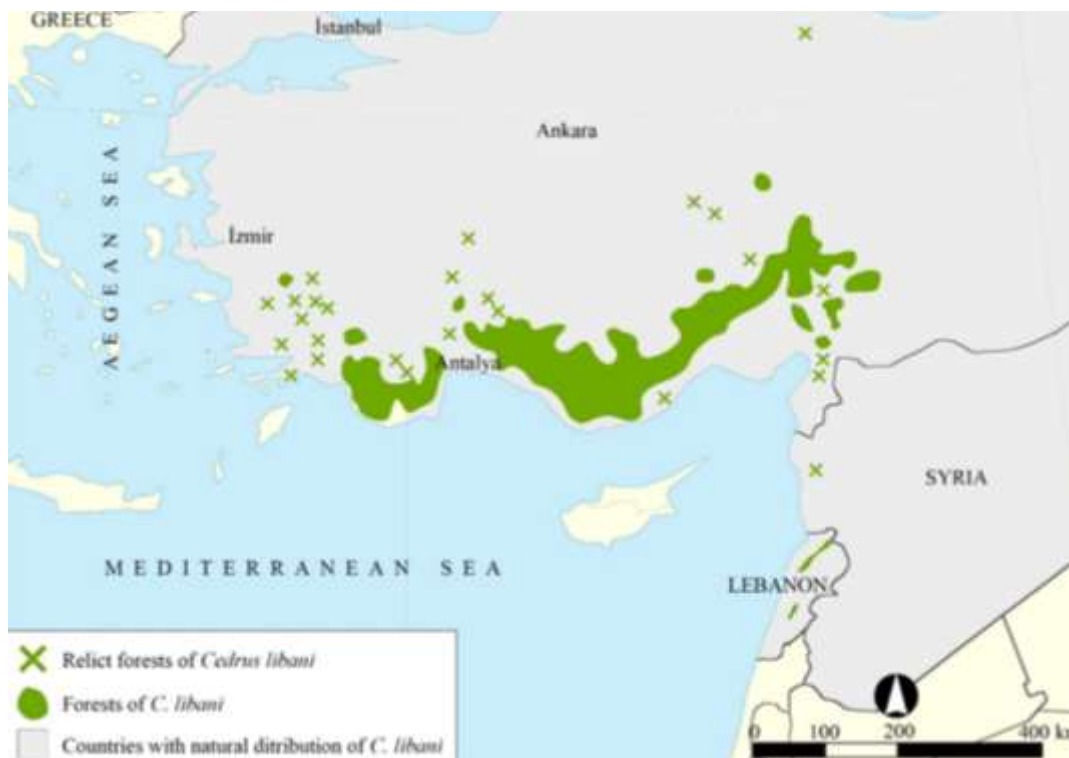 GREECE
İstanbul
Ankara
AEGEAN SEA
İzmir
Antalya
SYRIA
MEDITERRANEAN SEA
LEBANON
Relict forests of Cedrus libani
Forests of C. libani
Countries with natural ditribution of C. libani
0 100 200 400 km